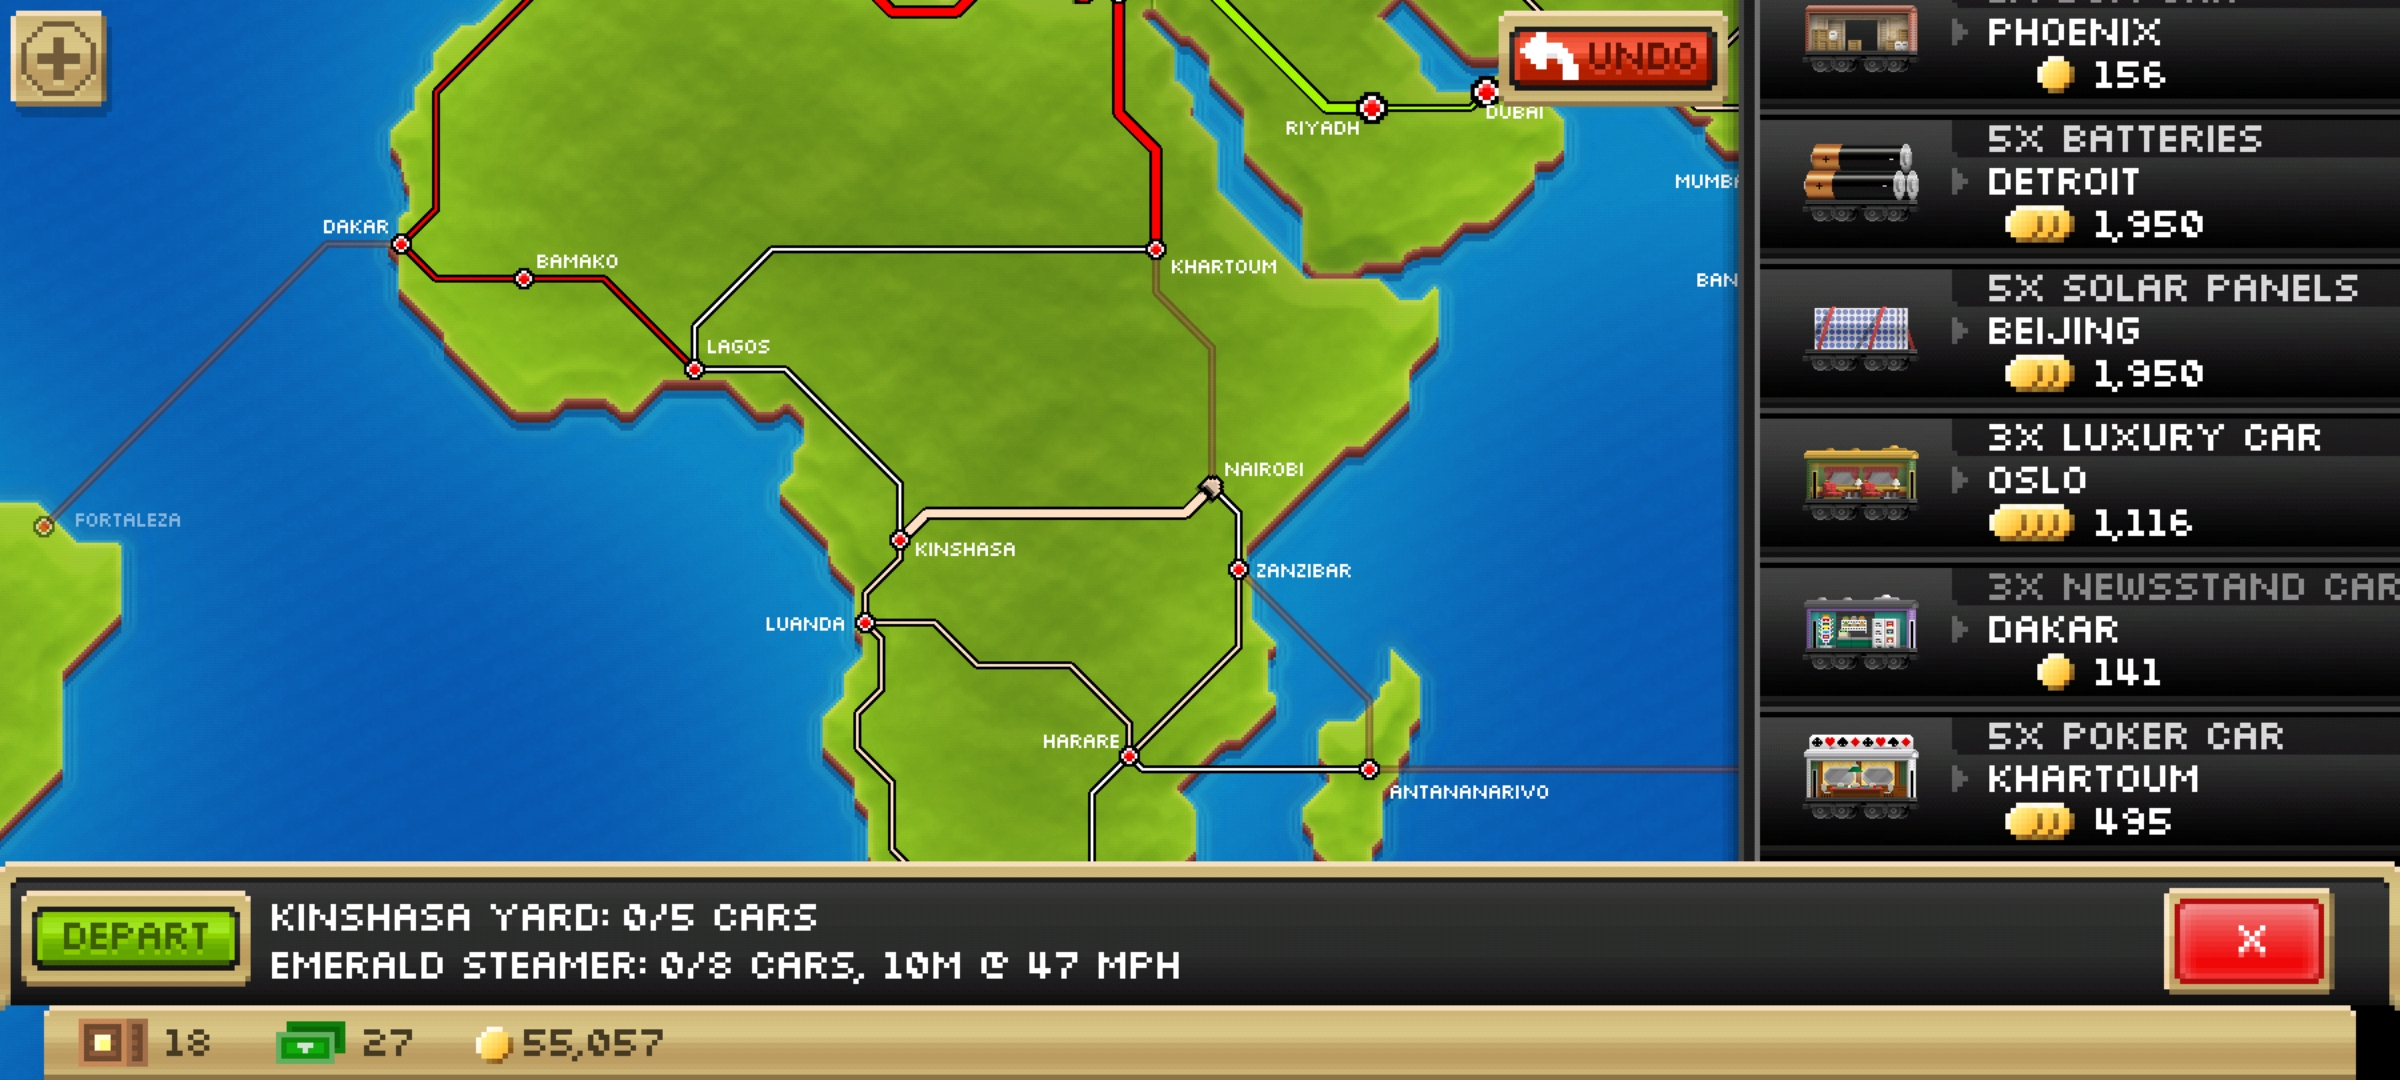 UNDO
PHOENIX
156
5X BATTERIES
DETROIT
1,950
5X SOLAR PANELS
BEIJING
1,950
3X LUXURY CAR
OSLO
1,116
3X NEWSSTAND CAR
DAKAR
141
5X POKER CAR
KHARTOUM
495
RIYADH
DUBAI
MUMBA
BAN
DAKAR
BAMAKO
KHARTOUM
LAGOS
NAIROBI
FORTALEZA
KINSHASA
ZANZIBAR
LUANDA
HARARE
ANTANANARIVO
DEPART
KINSHASA YARD: 0/5 CARS
EMERALD STEAMER: 0/8 CARS, 10M @ 47 MPH
X
18
27
55,057